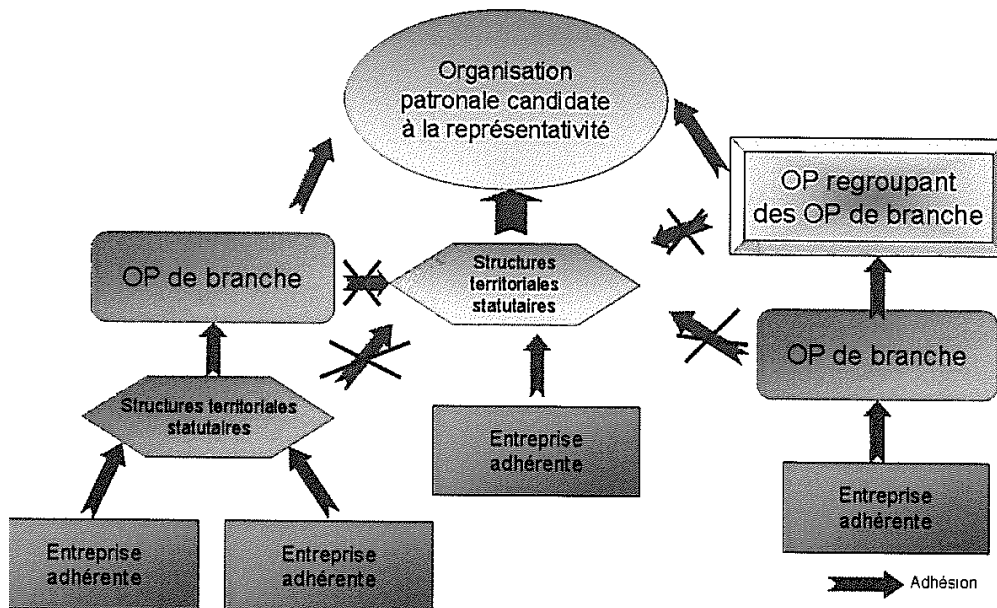 Organisation
patronale candidate
à la représentativité
OP regroupant
des OP de branche
OP de branche
Structures
territoriales
statutaires
OP de branche
Structures territoriales
statutaires
Entreprise
adhérente
Entreprise
adhérente
Entreprise
adhérente
Entreprise
adhérente
Adhésion